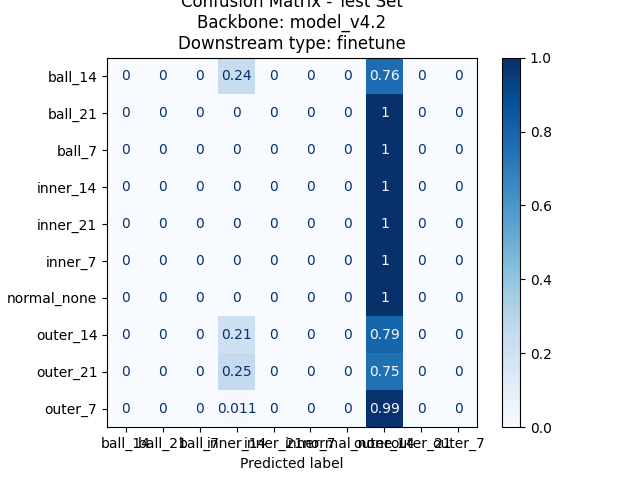 Confusion Matrix - Test Set
Backbone: model_v4.2
Downstream type: finetune
ball_14 0 0 0 0.24 0 0 0 0.76 0 0
ball_21 0 0 0 0 0 0 0 1 0 0
ball_7 0 0 0 0 0 0 0 1 0 0
inner_14 0 0 0 0 0 0 0 1 0 0
inner_21 0 0 0 0 0 0 0 1 0 0
inner_7 0 0 0 0 0 0 0 1 0 0
normal_none 0 0 0 0 0 0 0 1 0 0
outer_14 0 0 0 0.21 0 0 0 0.79 0 0
outer_21 0 0 0 0.25 0 0 0 0.75 0 0
outer_7 0 0 0 0.011 0 0 0 0.99 0 0
ball_14 ball_21 ball_7 inner_14 inner_21 inner_7 normal_none outer_14 outer_21 outer_7
Predicted label
1.0
0.8
0.6
0.4
0.2
0.0